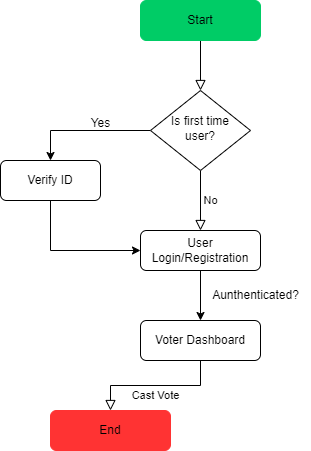 Start
Is first time
user?
Yes
Verify ID
No
User
Login/Registration
Aunthenticated?
Voter Dashboard
Cast Vote
End